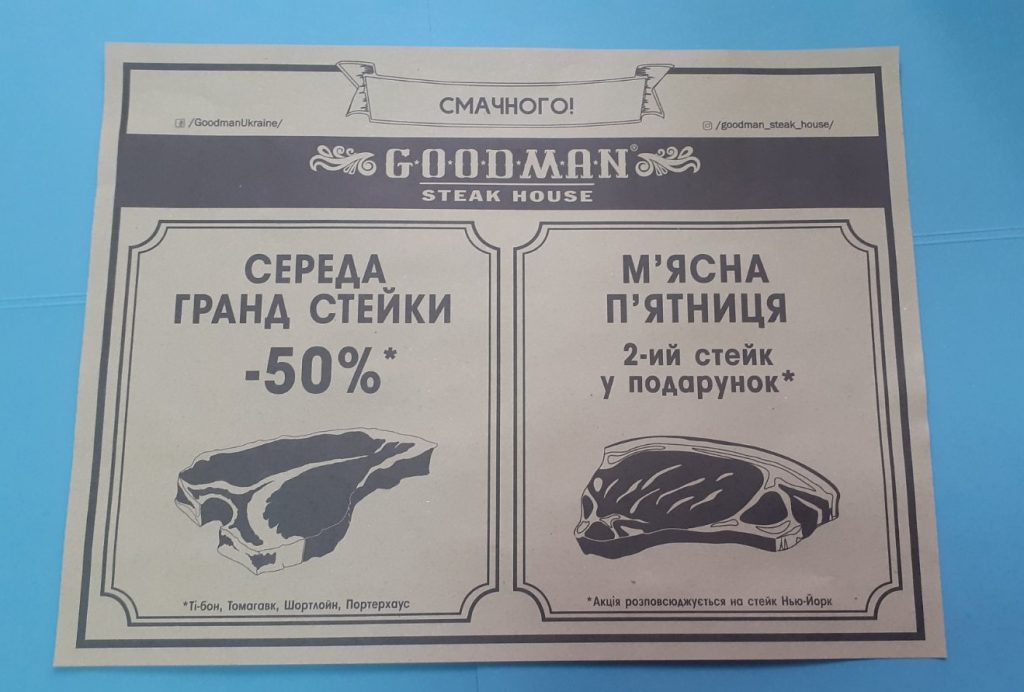 СМАЧНОГО!
/GoodmanUkraine/
/goodman_steak_house/
G·O·O·D·M·A·N®
STEAK HOUSE
СЕРЕДА
ГРАНД СТЕЙКИ
-50%*
*Ті-бон, Томагавк, Шортлойн, Портерхаус
М'ЯСНА
П'ЯТНИЦЯ
2-ий стейк
у подарунок*
*Акція розповсюджується на стейк Нью-Йорк